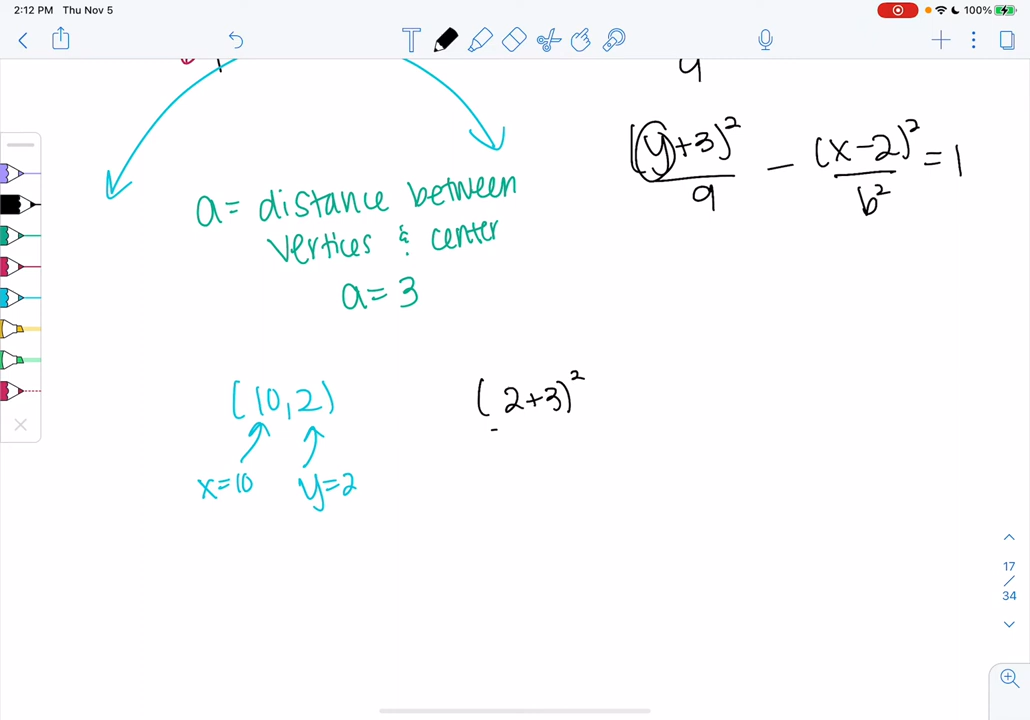 2:12 PM Thu Nov 5
100%
(y+3)² / 9 − (x−2)² / b² = 1
a = distance between
vertices & center
a = 3
(10, 2)
(2+3)²
x=10
y=2
17
/
34